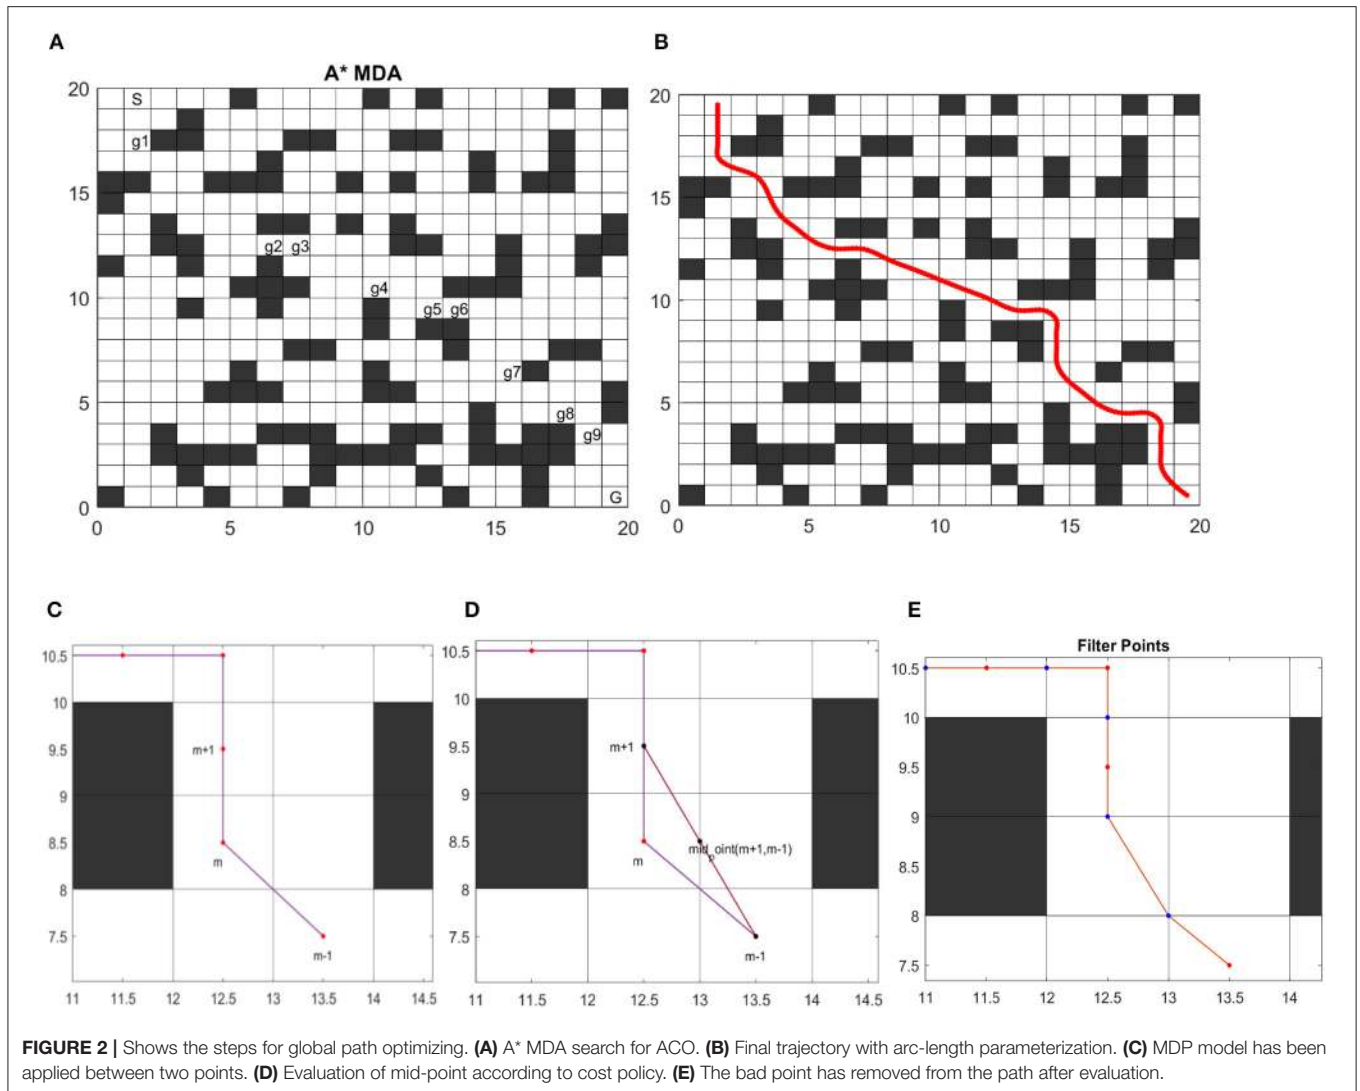 A
B
A* MDA
20
15
10
5
0
S
g1
g2 g3
g4
g5 g6
g7
g8
g9
G
0 5 10 15 20
20
15
10
5
0
0 5 10 15 20
C
D
E
10.5
10
9.5
9
8.5
8
7.5
m+1
m
m-1
11 11.5 12 12.5 13 13.5 14 14.5
10.5
10
9.5
9
8.5
8
7.5
m+1
m
mid_point(m+1,m-1)
m-1
11 11.5 12 12.5 13 13.5 14 14.5
Filter Points
10.5
10
9.5
9
8.5
8
7.5
11 11.5 12 12.5 13 13.5 14
FIGURE 2 | Shows the steps for global path optimizing. (A) A* MDA search for ACO. (B) Final trajectory with arc-length parameterization. (C) MDP model has been
applied between two points. (D) Evaluation of mid-point according to cost policy. (E) The bad point has removed from the path after evaluation.